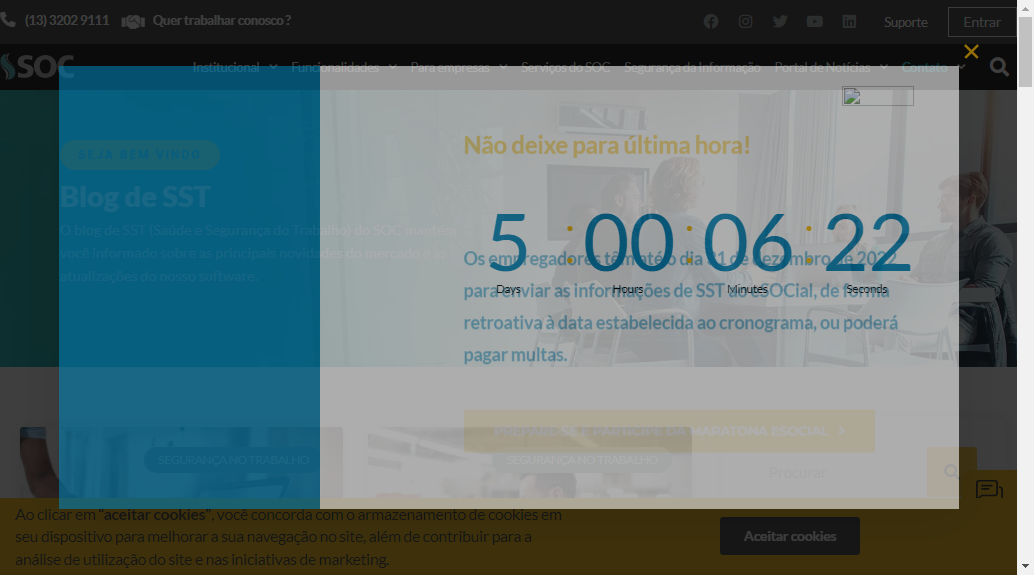 (13) 3202 9111 Quer trabalhar conosco ?
Suporte Entrar
SOC
Institucional Funcionalidades Para empresas Serviços do SOC Segurança da Informação Portal de Notícias Contato
Não deixe para última hora!
SEJA BEM VINDO
Blog de SST
O blog de SST (Saúde e Segurança do Trabalho) do SOC mantém
você informado sobre as principais novidades do mercado e as
atualizações do nosso software
5 : 00 : 06 : 22
Days Hours Minutes Seconds
Os empregadores têm até o dia 31 de dezembro de 2022
para enviar as informações de SST ao eSOCial, de forma
retroativa à data estabelecida ao cronograma, ou poderá
pagar multas.
PREPARE-SE E PARTICIPE DA MARATONA ESOCIAL
SEGURANÇA NO TRABALHO
SEGURANÇA NO TRABALHO
Procurar
Ao clicar em "aceitar cookies", você concorda com o armazenamento de cookies em
seu dispositivo para melhorar a sua navegação no site, além de contribuir para a
análise de utilização do site e nas iniciativas de marketing.
Aceitar cookies